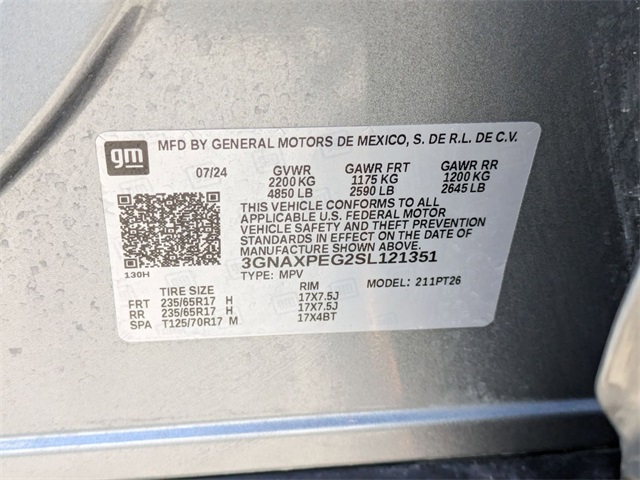 gm
MFD BY GENERAL MOTORS DE MEXICO, S. DE R.L. DE C.V.
07/24 GVWR GAWR FRT GAWR RR
2200 KG 1175 KG 1200 KG
4850 LB 2590 LB 2645 LB
THIS VEHICLE CONFORMS TO ALL
APPLICABLE U.S. FEDERAL MOTOR
VEHICLE SAFETY AND THEFT PREVENTION
STANDARDS IN EFFECT ON THE DATE OF
MANUFACTURE SHOWN ABOVE.
130H 3GNAXPEG2SL121351
TYPE: MPV MODEL: 211PT26
TIRE SIZE RIM
FRT 235/65R17 H 17X7.5J
RR 235/65R17 H 17X7.5J
SPA T125/70R17 M 17X4BT